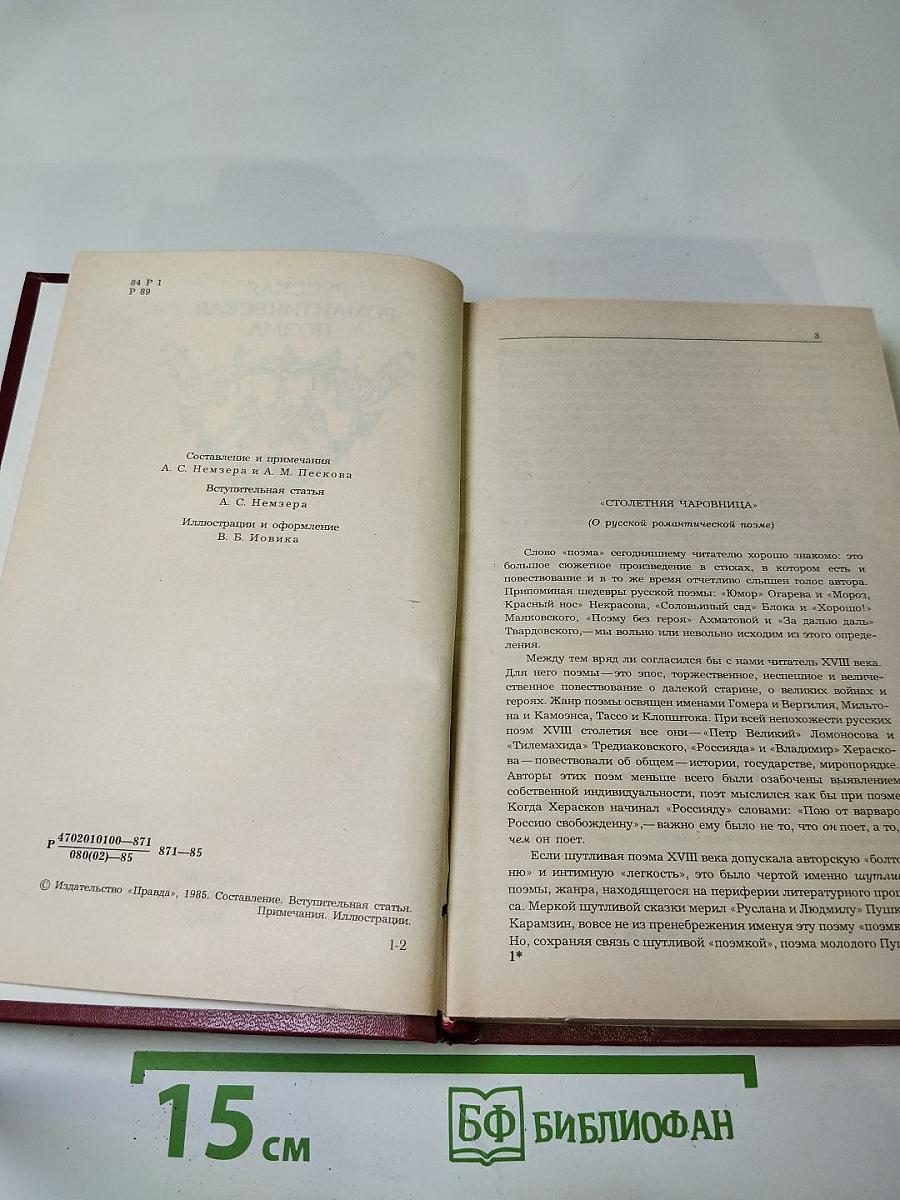 84 Р 1
Р 89
РУССКАЯ
РОМАНТИЧЕСКАЯ
ПОЭМА
Составление и примечания
А. С. Немзера и А. М. Пескова
Вступительная статья
А. С. Немзера
Иллюстрации и оформление
В. Б. Иовика
Р 4702010100—871
080(02)—85 871—85
© Издательство «Правда», 1985. Составление. Вступительная статья.
Примечания. Иллюстрации.
1-2
3
«СТОЛЕТНЯЯ ЧАРОВНИЦА»
(О русской романтической поэме)
Слово «поэма» сегодняшнему читателю хорошо знакомо: это
большое сюжетное произведение в стихах, в котором есть и
повествование и в то же время отчетливо слышен голос автора.
Припоминая шедевры русской поэмы: «Юмор» Огарева и «Мороз,
Красный нос» Некрасова, «Соловьиный сад» Блока и «Хорошо!»
Маяковского, «Поэму без героя» Ахматовой и «За далью даль»
Твардовского,—мы вольно или невольно исходим из этого опреде-
ления.
Между тем вряд ли согласился бы с нами читатель XVIII века.
Для него поэмы—это эпос, торжественное, неспешное и величе-
ственное повествование о далекой старине, о великих войнах и
героях. Жанр поэмы освящен именами Гомера и Вергилия, Мильто-
на и Камоэнса, Тассо и Клопштока. При всей непохожести русских
поэм XVIII столетия все они—«Петр Великий» Ломоносова и
«Тилемахида» Тредиаковского, «Россияда» и «Владимир» Хераско-
ва—повествовали об общем—истории, государстве, миропорядке.
Авторы этих поэм меньше всего были озабочены выявлением
собственной индивидуальности, поэт мыслился как бы при поэме
Когда Херасков начинал «Россияду» словами: «Пою от варваро
Россию свобожденну»,—важно ему было не то, что он поет, а то,
чем он поет.
Если шутливая поэма XVIII века допускала авторскую «болто
ню» и интимную «легкость», это было чертой именно шутлив
поэмы, жанра, находящегося на периферии литературного проц
са. Меркой шутливой сказки мерил «Руслана и Людмилу» Пушк
Карамзин, вовсе не из пренебрежения именуя эту поэму «поэмк
Но, сохраняя связь с шутливой «поэмкой», поэма молодого Пуш
1*
15 см
БФ БИБЛИОФАН